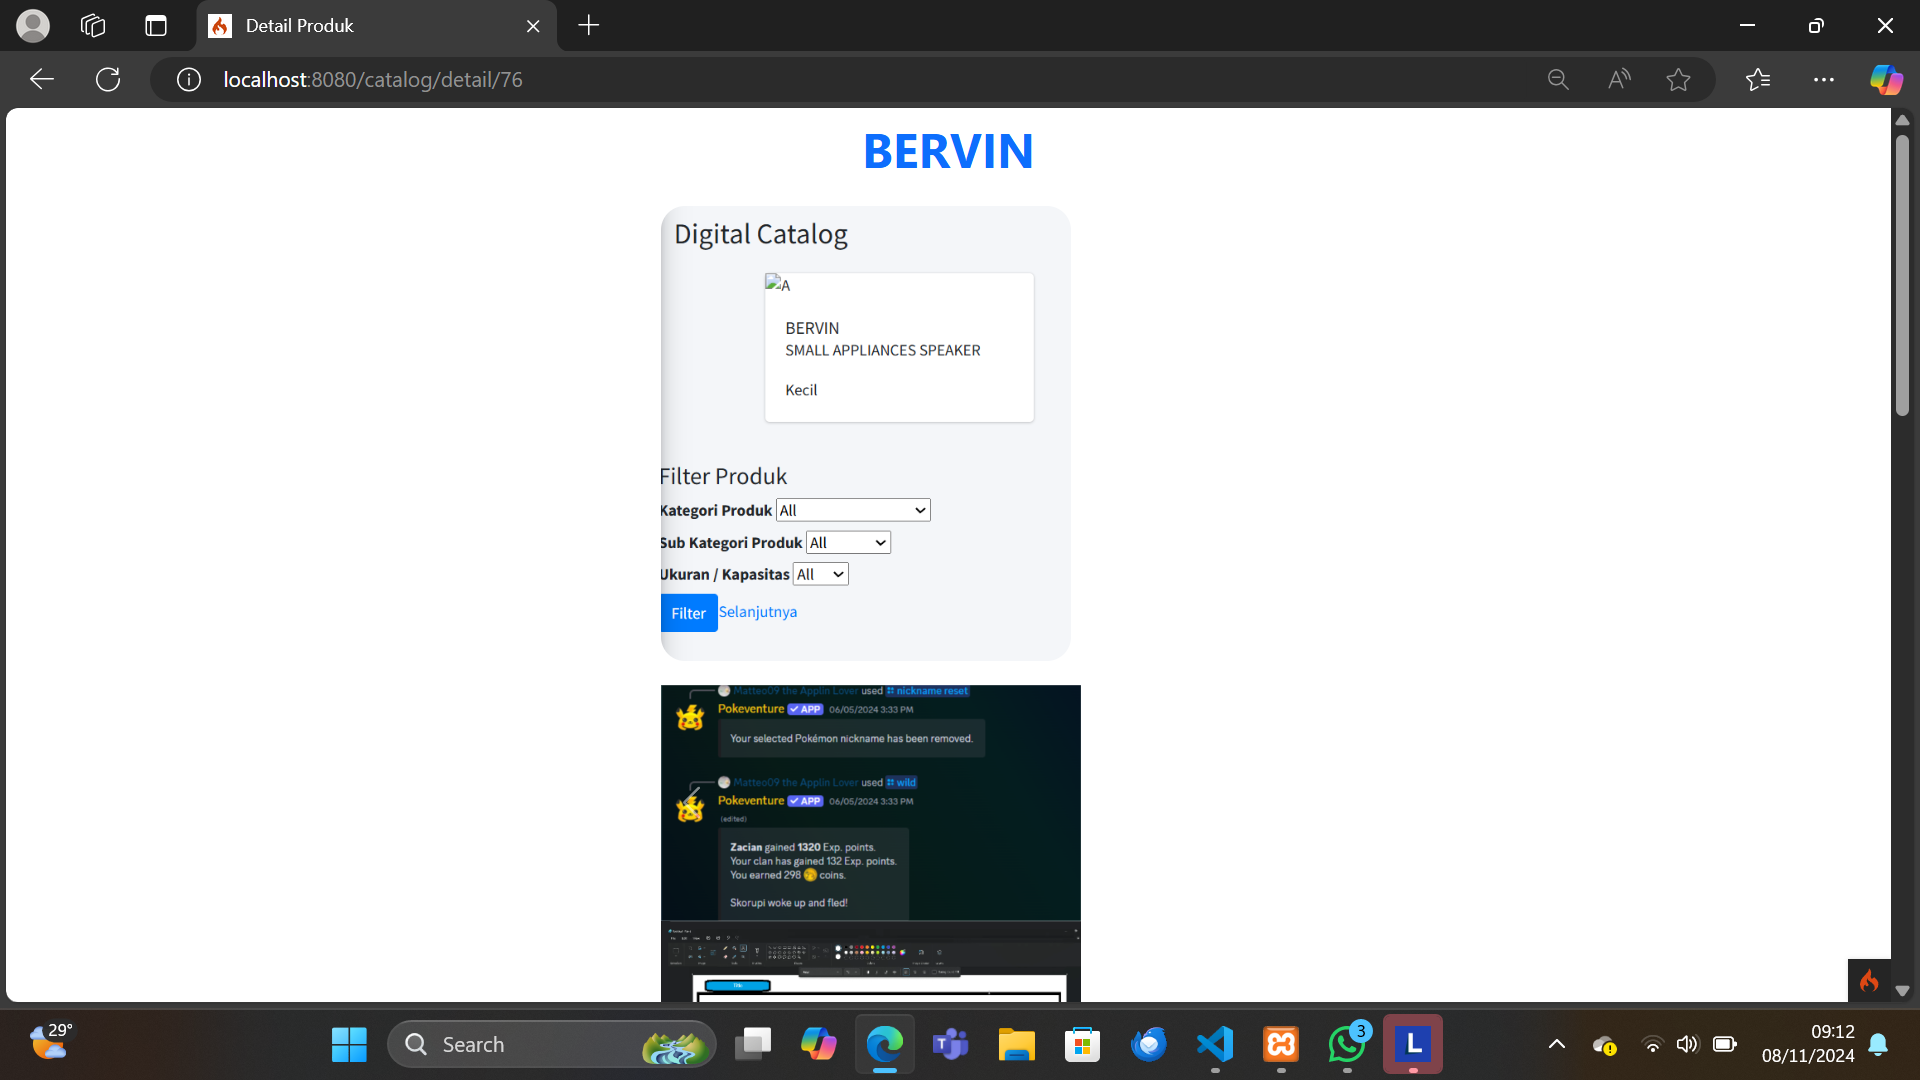 Detail Produk
localhost:8080/catalog/detail/76
BERVIN
Digital Catalog
A
BERVIN
SMALL APPLIANCES SPEAKER
Kecil
Filter Produk
Kategori Produk All
Sub Kategori Produk All
Ukuran / Kapasitas All
Filter Selanjutnya
Matteo09 the Applin Lover used nickname reset
Pokeventure APP 06/05/2024 3:33 PM
Your selected Pokémon nickname has been removed.
Matteo09 the Applin Lover used wild
Pokeventure APP 06/05/2024 3:33 PM
(edited)
Zacian gained 1320 Exp. points.
Your clan has gained 132 Exp. points.
You earned 298 coins.
Skorupi woke up and fled!
29°
Search
3
L
09:12
08/11/2024